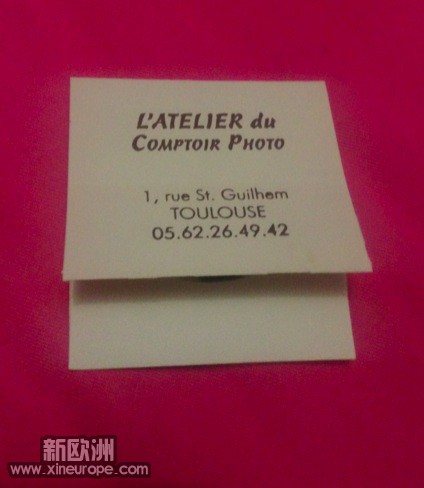 L'ATELIER du
COMPTOIR PHOTO
1, rue St. Guilhem
TOULOUSE
05.62.26.49.42
新欧洲
www.xineurope.com